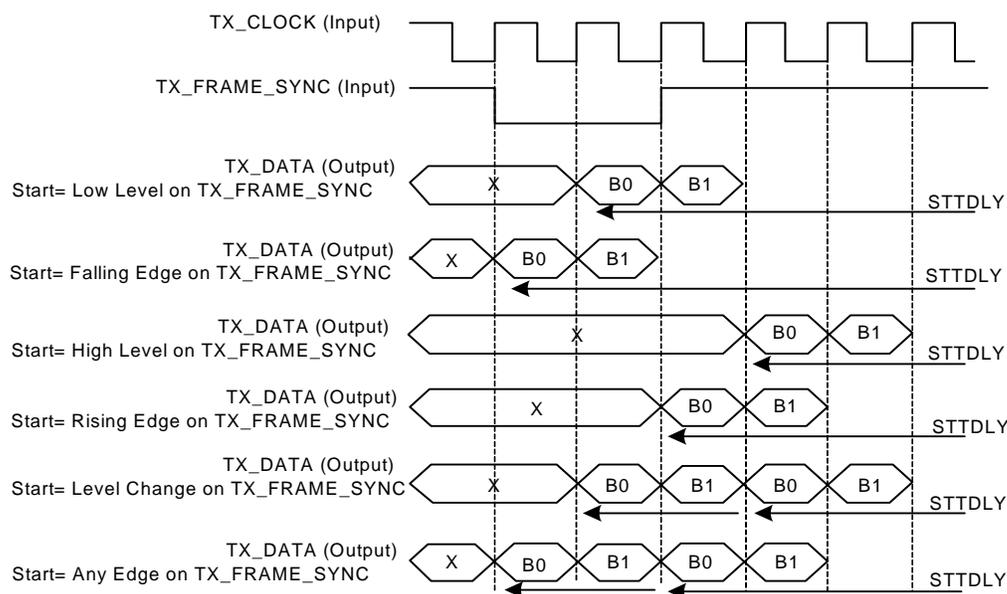 TX_CLOCK (Input)
TX_FRAME_SYNC (Input)
TX_DATA (Output)
Start= Low Level on TX_FRAME_SYNC
X B0 B1
STTDLY
TX_DATA (Output)
Start= Falling Edge on TX_FRAME_SYNC
X B0 B1
STTDLY
TX_DATA (Output)
Start= High Level on TX_FRAME_SYNC
X B0 B1
STTDLY
TX_DATA (Output)
Start= Rising Edge on TX_FRAME_SYNC
X B0 B1
STTDLY
TX_DATA (Output)
Start= Level Change on TX_FRAME_SYNC
X B0 B1 B0 B1
STTDLY
TX_DATA (Output)
Start= Any Edge on TX_FRAME_SYNC
X B0 B1 B0 B1
STTDLY